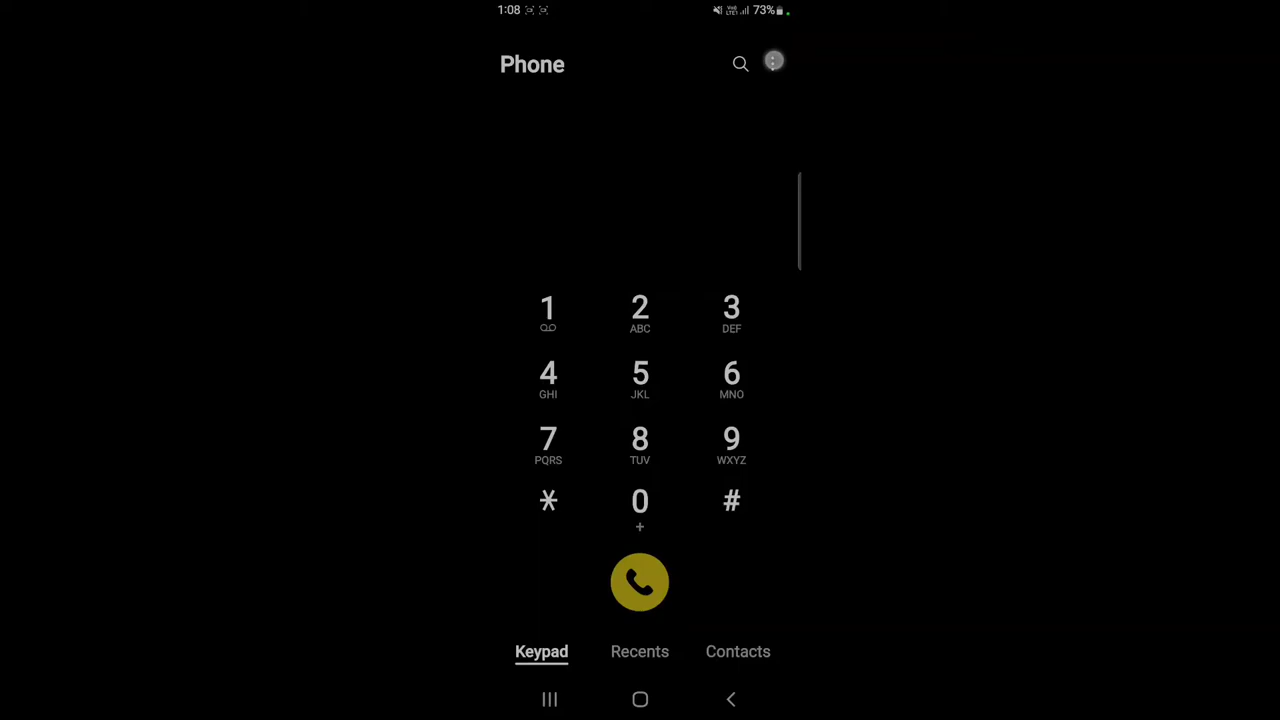 1:08 73%
Phone
1 2 3
ABC DEF
4 5 6
GHI JKL MNO
7 8 9
PQRS TUV WXYZ
* 0 #
+
Keypad Recents Contacts